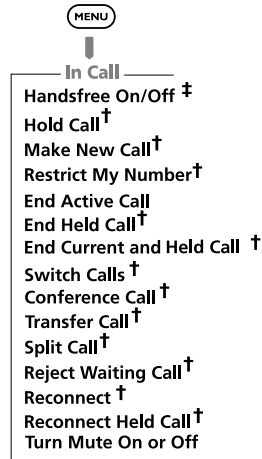 MENU
In Call
Handsfree On/Off ‡
Hold Call†
Make New Call†
Restrict My Number†
End Active Call
End Held Call†
End Current and Held Call †
Switch Calls †
Conference Call †
Transfer Call†
Split Call†
Reject Waiting Call†
Reconnect †
Reconnect Held Call†
Turn Mute On or Off